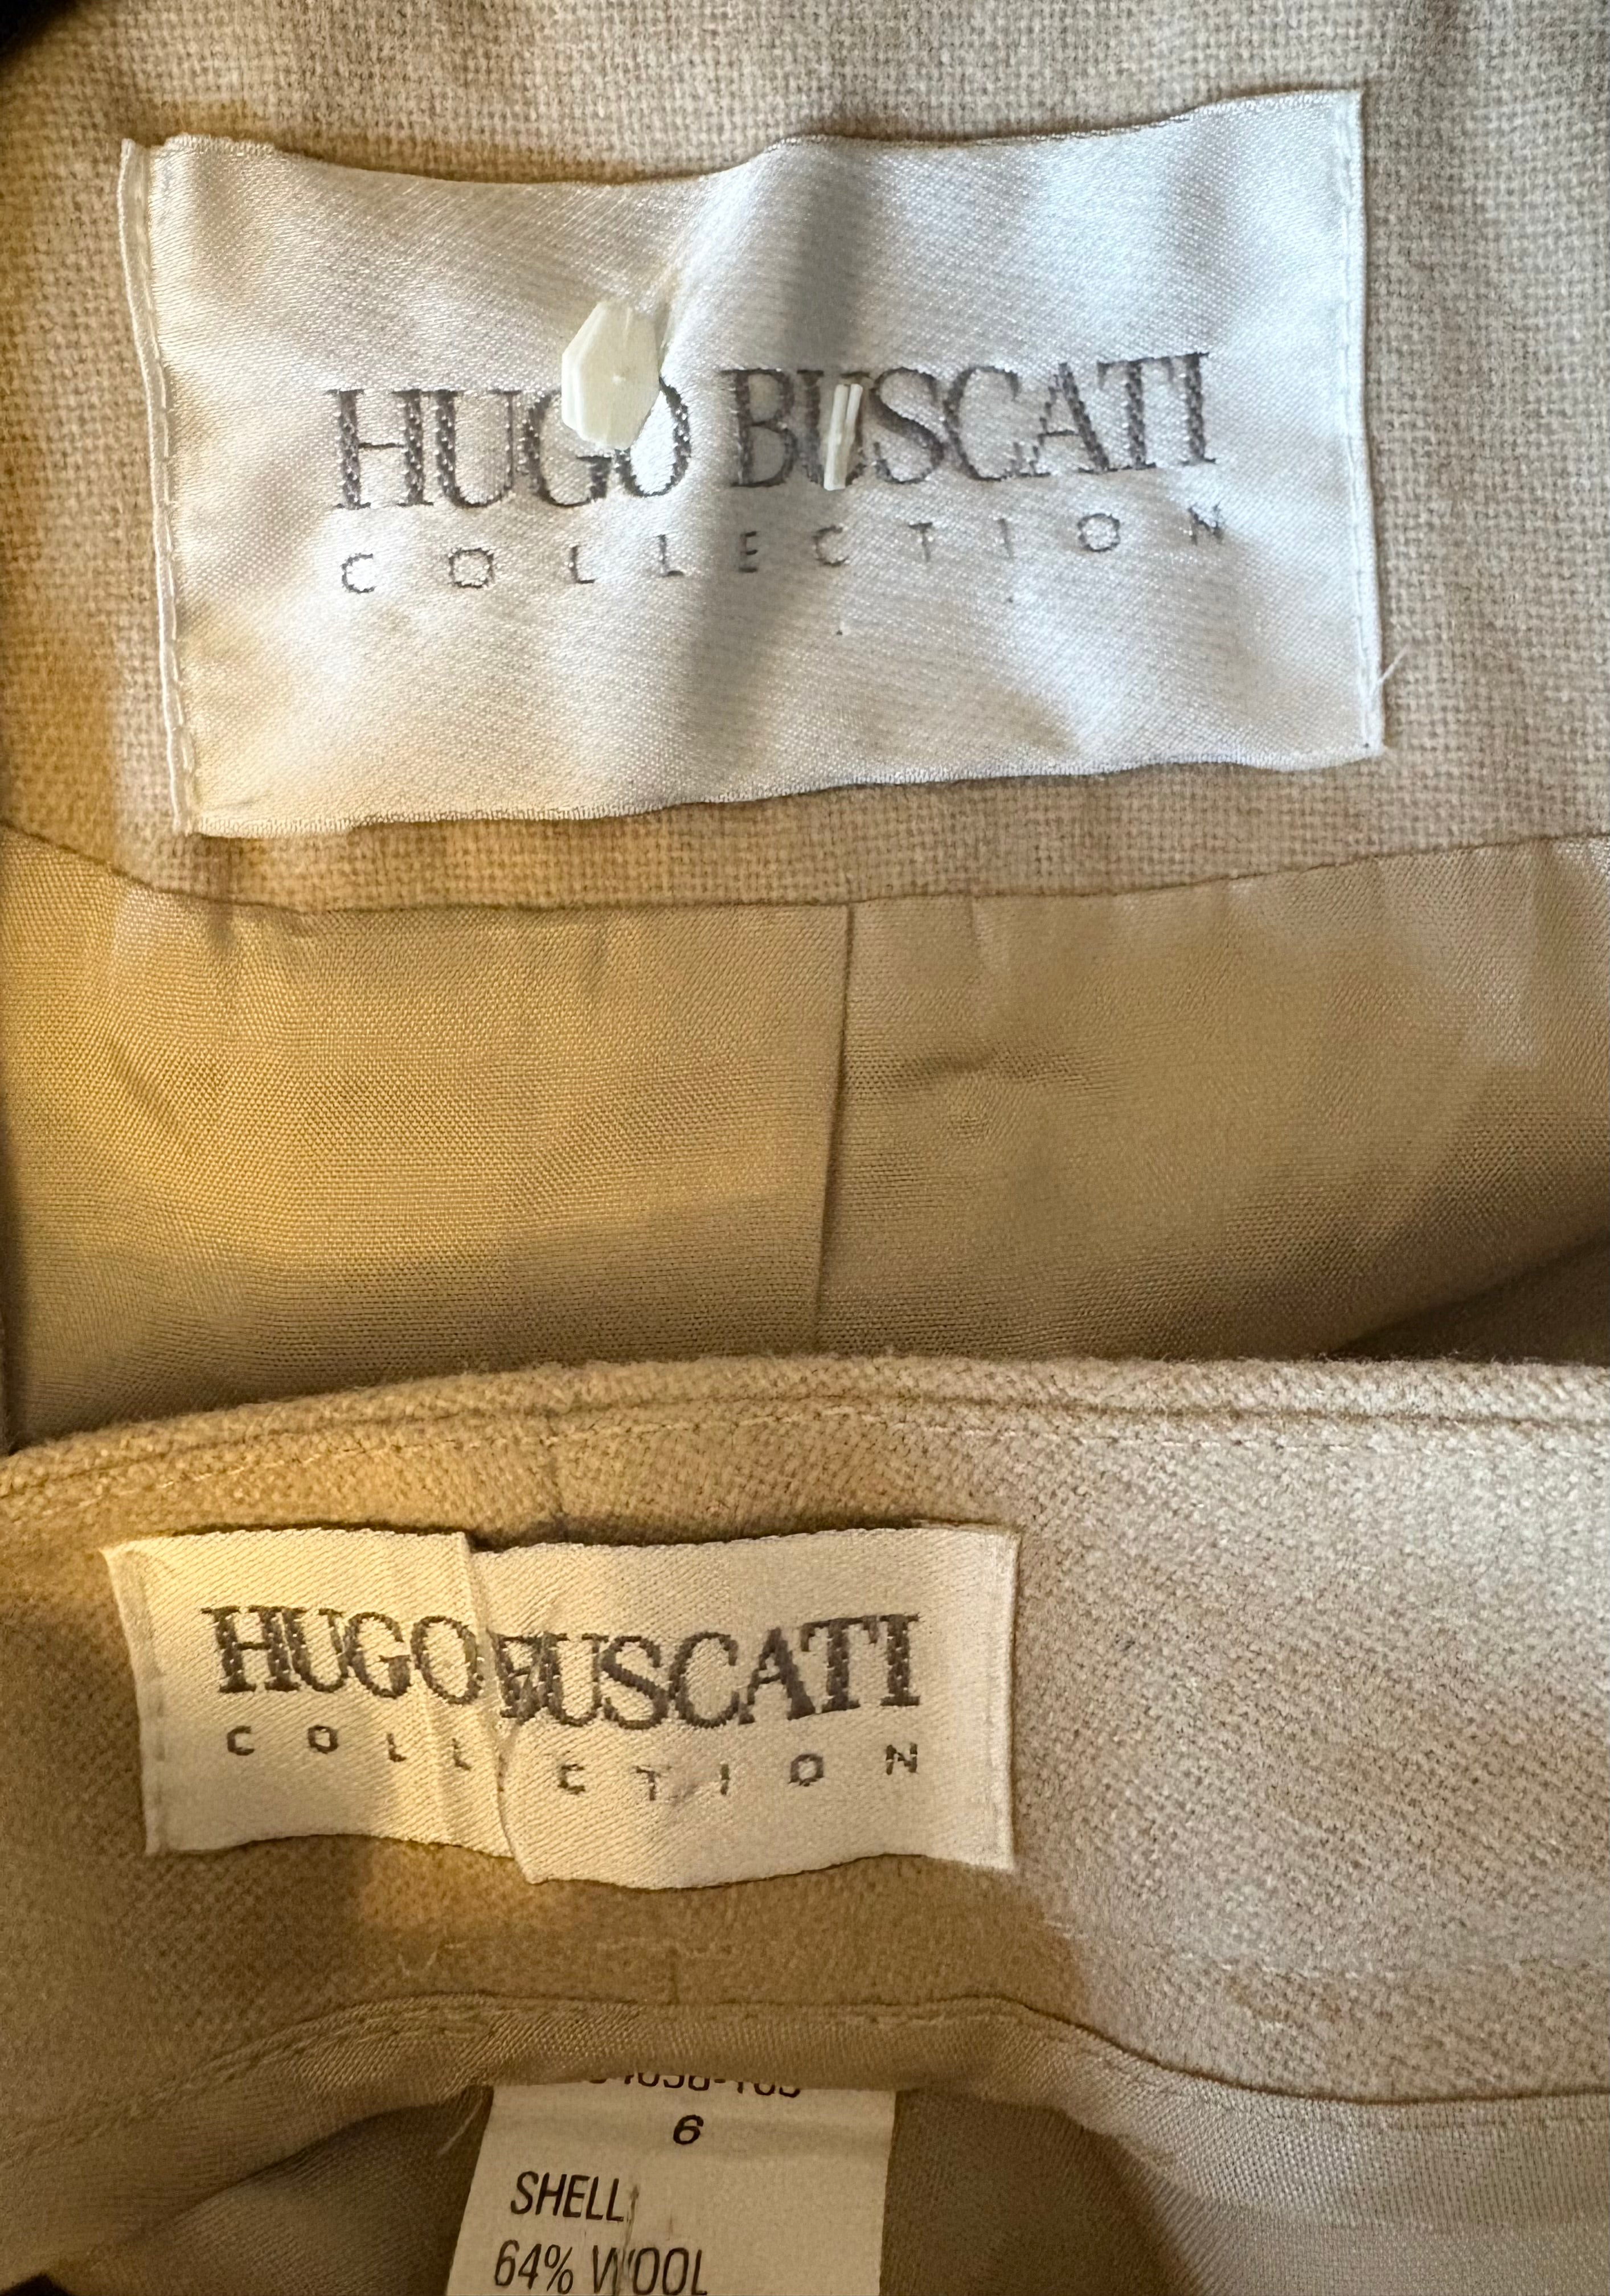 HUGO BUSCATI
COLLECTION
HUGO BUSCATI
COLLECTION
6
SHELL:
64% WOOL